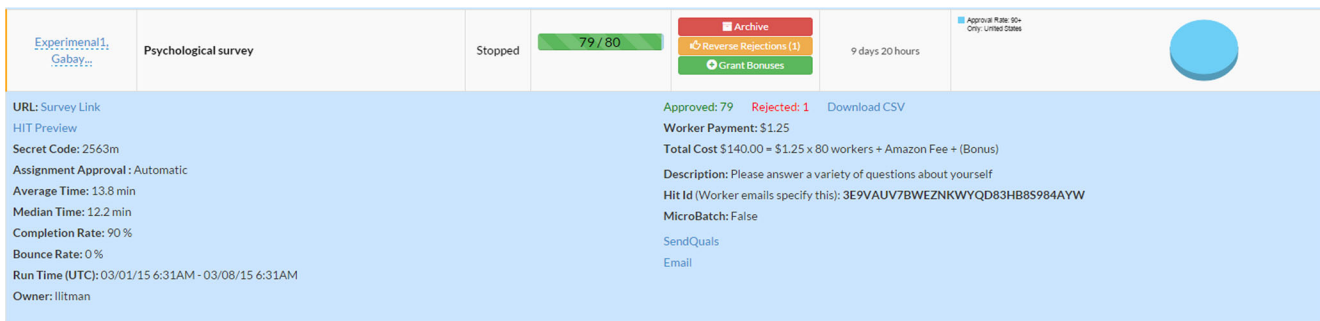 Experimenal1,
Gabay...
Psychological survey
Stopped
79 / 80
Archive
Reverse Rejections (1)
Grant Bonuses
9 days 20 hours
Approval Rate: 90+
Only: United States
URL: Survey Link
HIT Preview
Secret Code: 2563m
Assignment Approval : Automatic
Average Time: 13.8 min
Median Time: 12.2 min
Completion Rate: 90 %
Bounce Rate: 0 %
Run Time (UTC): 03/01/15 6:31AM - 03/08/15 6:31AM
Owner: llitman
Approved: 79 Rejected: 1 Download CSV
Worker Payment: $1.25
Total Cost $140.00 = $1.25 x 80 workers + Amazon Fee + (Bonus)
Description: Please answer a variety of questions about yourself
Hit Id (Worker emails specify this): 3E9VAUV7BWEZNKWYQD83HB8S984AYW
MicroBatch: False
SendQuals
Email